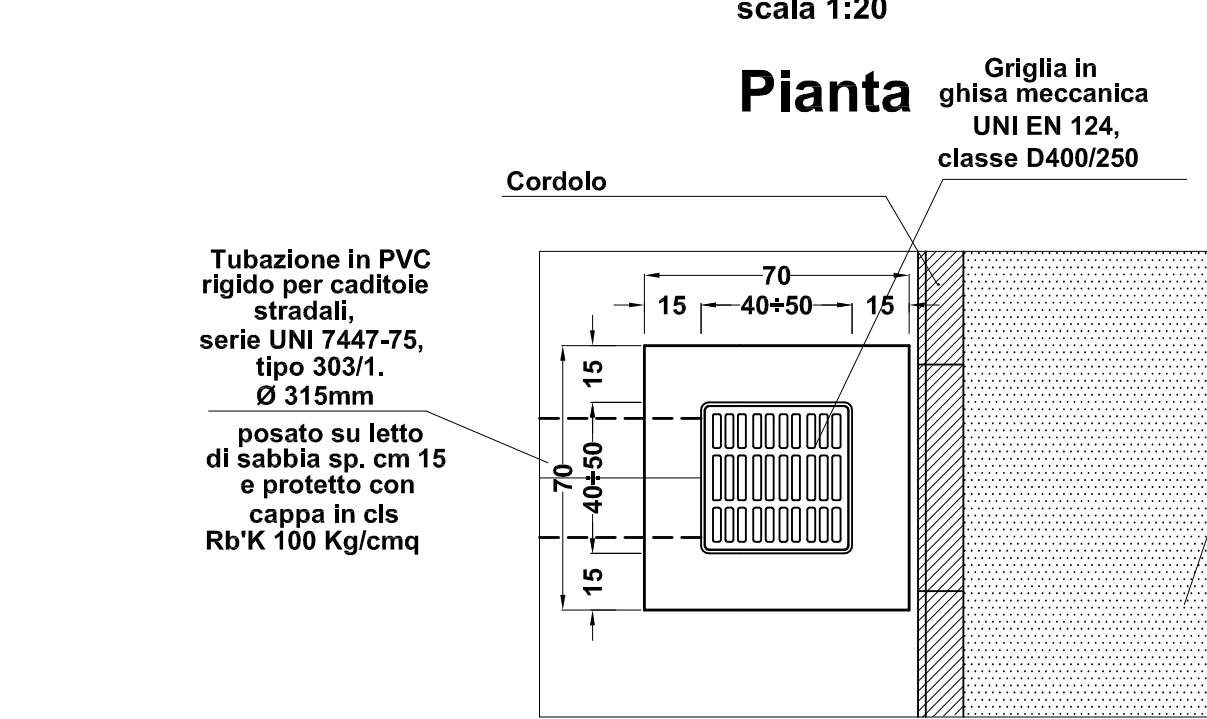 scala 1:20
Pianta
Griglia in
ghisa meccanica
UNI EN 124,
classe D400/250
Cordolo
Tubazione in PVC
rigido per caditoie
stradali,
serie UNI 7447-75,
tipo 303/1.
Ø 315mm
posato su letto
di sabbia sp. cm 15
e protetto con
cappa in cls
Rb'K 100 Kg/cmq
70
15
40÷50
15
15
40÷50
70
15